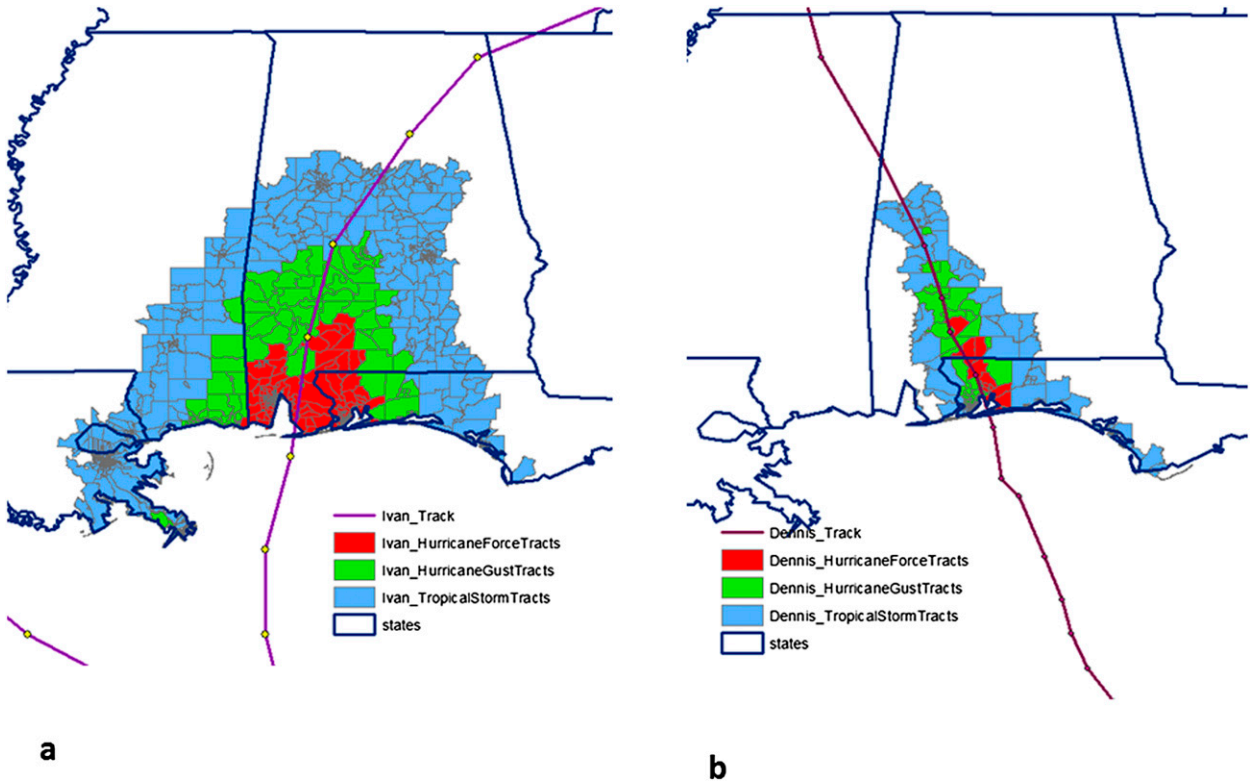 Ivan_Track
Ivan_HurricaneForceTracts
Ivan_HurricaneGustTracts
Ivan_TropicalStormTracts
states
a
Dennis_Track
Dennis_HurricaneForceTracts
Dennis_HurricaneGustTracts
Dennis_TropicalStormTracts
states
b